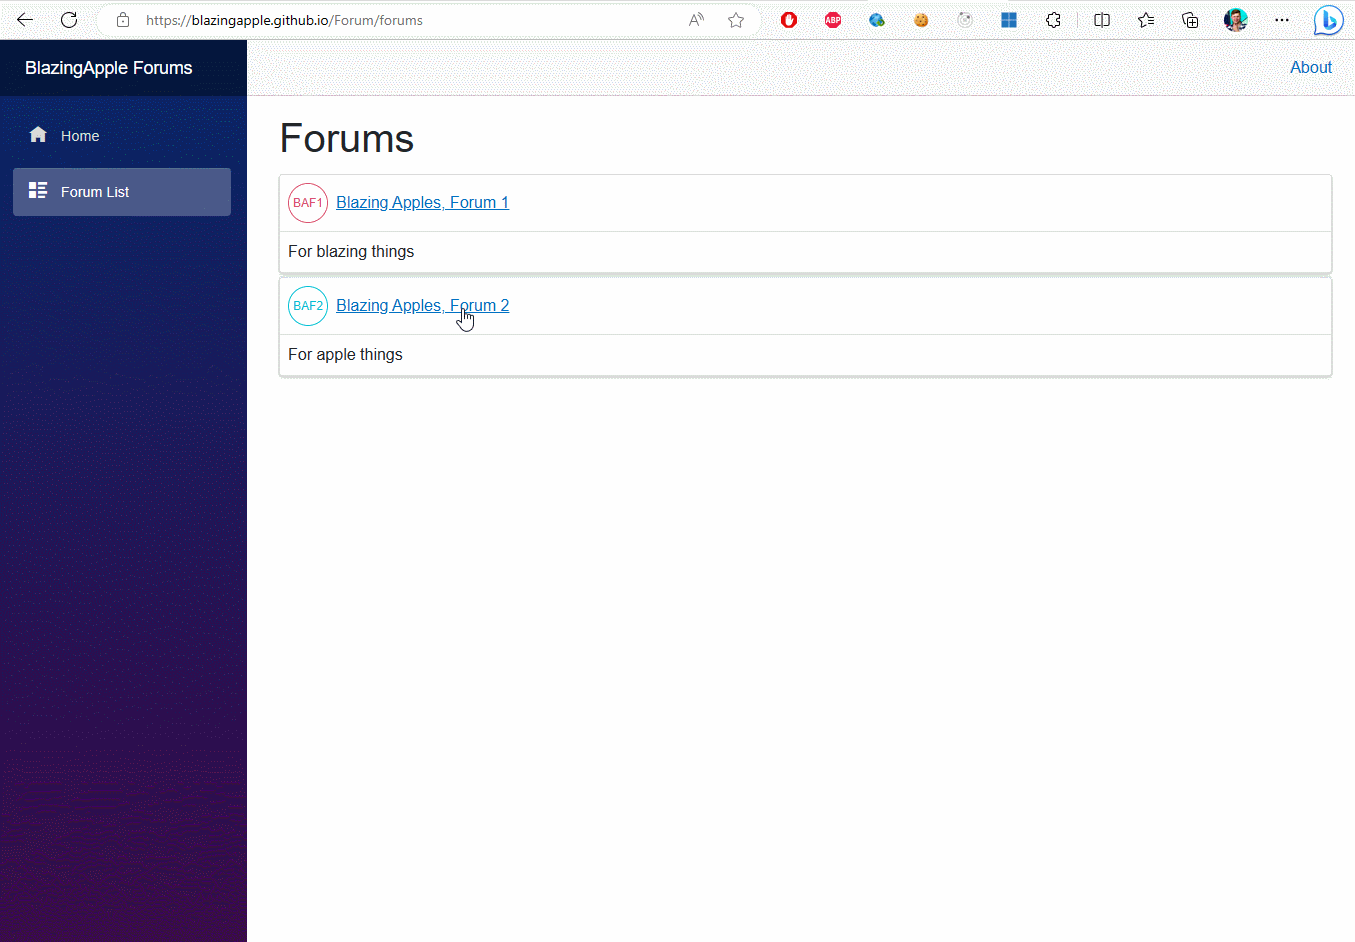 https://blazingapple.github.io/Forum/forums
A
ABP
BlazingApple Forums
About
Home
Forum List
Forums
BAF1 Blazing Apples, Forum 1
For blazing things
BAF2 Blazing Apples, Forum 2
For apple things